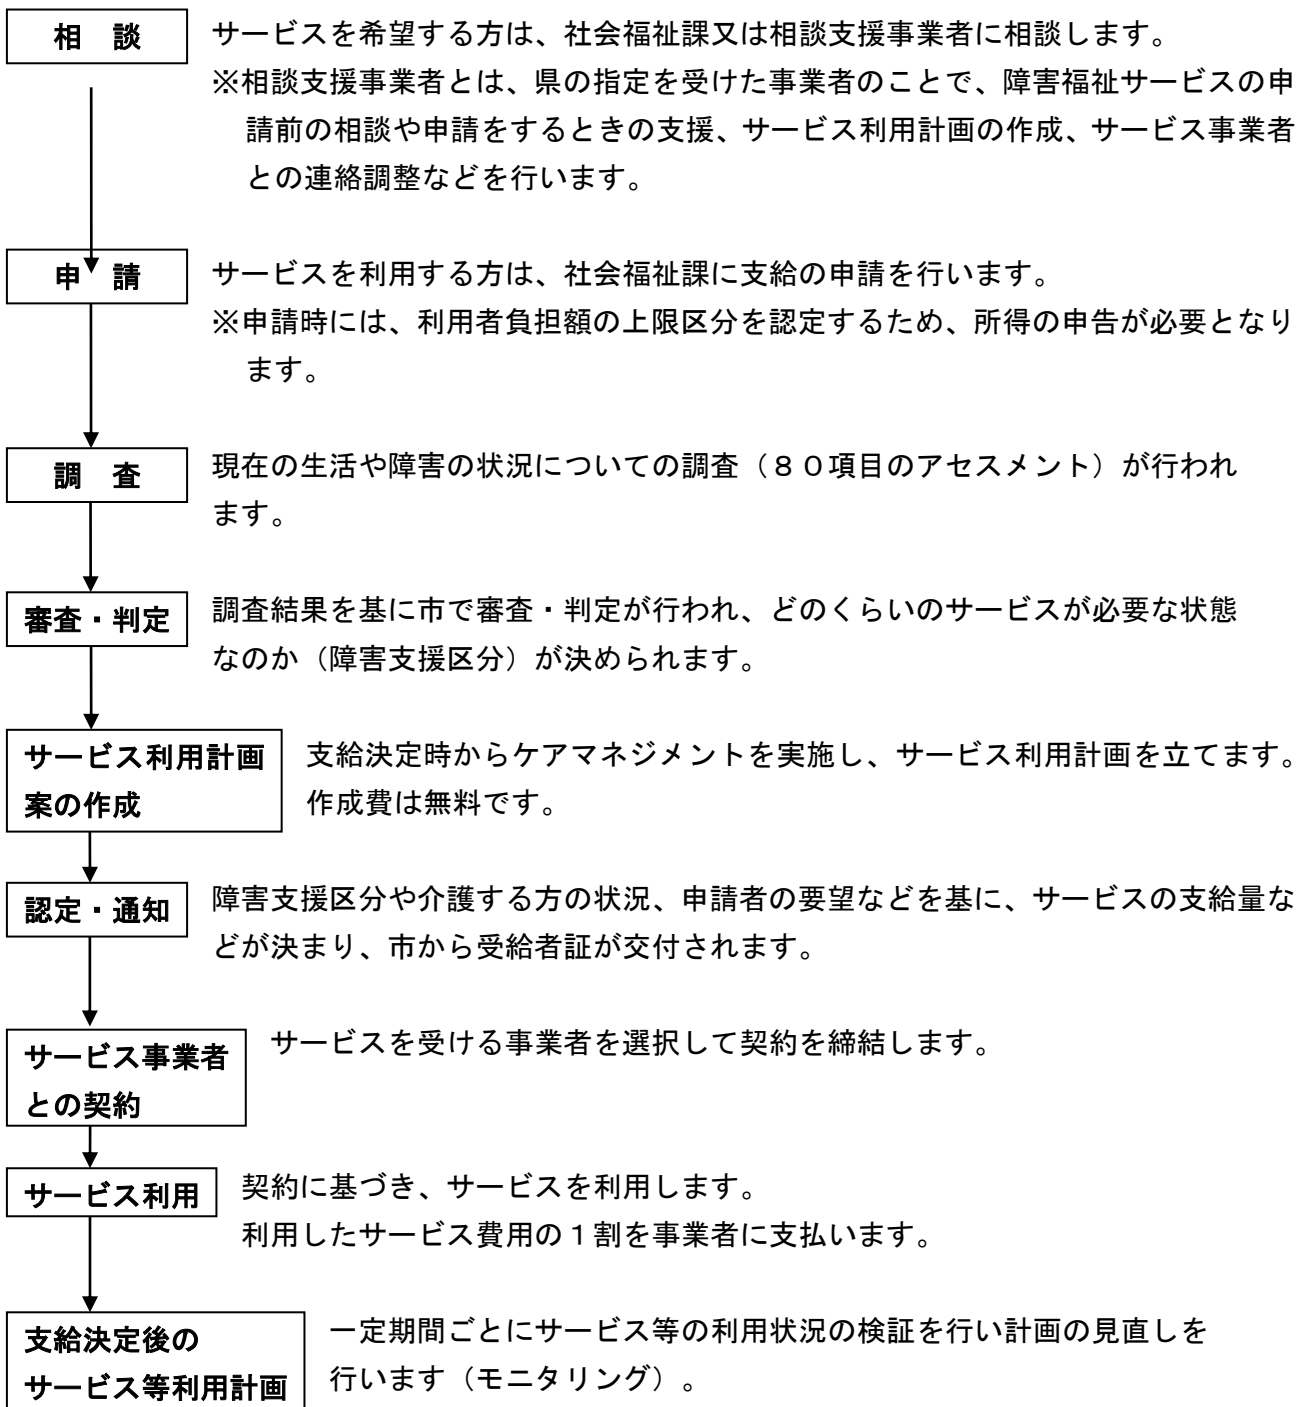 相　談
サービスを希望する方は、社会福祉課又は相談支援事業者に相談します。
※相談支援事業者とは、県の指定を受けた事業者のことで、障害福祉サービスの申
請前の相談や申請をするときの支援、サービス利用計画の作成、サービス事業者
との連絡調整などを行います。
申　請
サービスを利用する方は、社会福祉課に支給の申請を行います。
※申請時には、利用者負担額の上限区分を認定するため、所得の申告が必要となり
ます。
調　査
現在の生活や障害の状況についての調査（８０項目のアセスメント）が行われ
ます。
審査・判定
調査結果を基に市で審査・判定が行われ、どのくらいのサービスが必要な状態
なのか（障害支援区分）が決められます。
サービス利用計画
案の作成
支給決定時からケアマネジメントを実施し、サービス利用計画を立てます。
作成費は無料です。
認定・通知
障害支援区分や介護する方の状況、申請者の要望などを基に、サービスの支給量な
どが決まり、市から受給者証が交付されます。
サービス事業者
との契約
サービスを受ける事業者を選択して契約を締結します。
サービス利用
契約に基づき、サービスを利用します。
利用したサービス費用の１割を事業者に支払います。
支給決定後の
サービス等利用計画
一定期間ごとにサービス等の利用状況の検証を行い計画の見直しを
行います（モニタリング）。